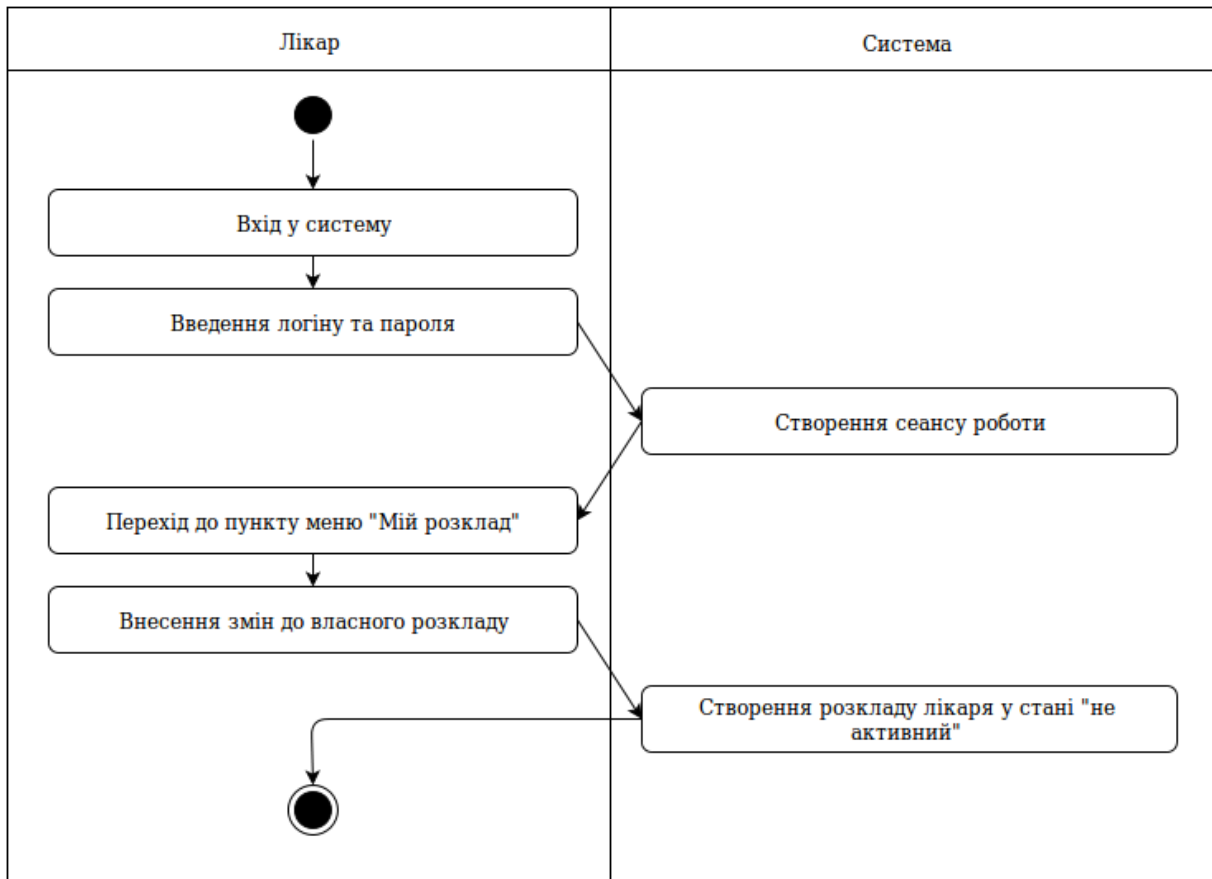 Лікар
Система
Вхід у систему
Введення логіну та пароля
Створення сеансу роботи
Перехід до пункту меню "Мій розклад"
Внесення змін до власного розкладу
Створення розкладу лікаря у стані "не
активний"